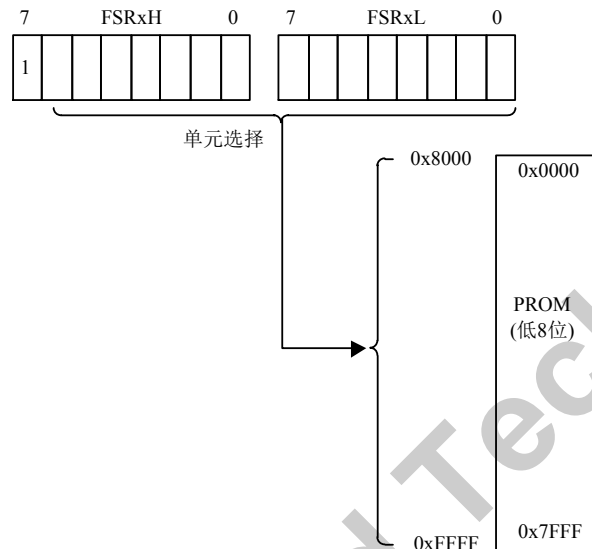 7 FSRxH 0 7 FSRxL 0
1
单元选择
0x8000
0x0000
PROM
(低8位)
0xFFFF
0x7FFF
d Tec